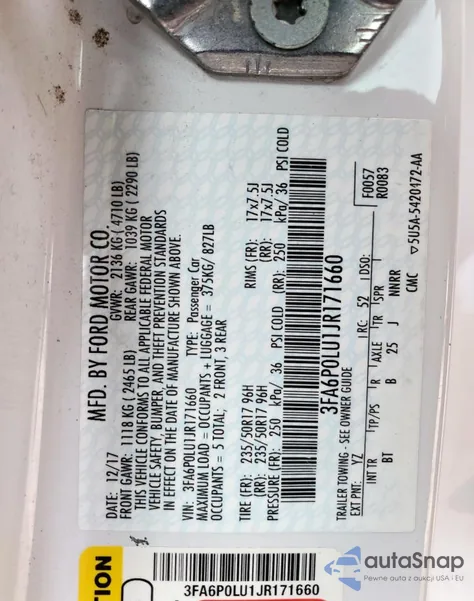 MFD. BY FORD MOTOR CO.
12/17 GVWR: 2136 KG ( 4710 LB)
FRONT GAWR: 1118 KG ( 2465 LB) REAR GAWR: 1039 KG ( 2290 LB)
THIS VEHICLE CONFORMS TO ALL APPLICABLE FEDERAL MOTOR
VEHICLE SAFETY, BUMPER, AND THEFT PREVENTION STANDARDS
IN EFFECT ON THE DATE OF MANUFACTURE SHOWN ABOVE.
VIN: 3FA6P0LU1JR171660 TYPE: Passenger Car
MAXIMUM LOAD = OCCUPANTS + LUGGAGE = 375KG/ 827LB
OCCUPANTS = 5 TOTAL; 2 FRONT, 3 REAR
TIRE (FR): 235/50R17 96H RIMS (FR): 17x7.5J
(RR): 235/50R17 96H (RR): 17x7.5J
PRESSURE (FR): 250 kPa/ 36 PSI COLD (RR): 250 kPa/ 36 PSI COLD
3FA6P0LU1JR171660
TRAILER TOWING - SEE OWNER GUIDE F0057
R0083
EXT PNT: YZ RC: 52 DSO:
INT TR TP/PS R AXLE TR SPR
BT B 25 J NNRR
CMC
5U5A-5420472-AA
TION
3FA6P0LU1JR171660
autoSnap
Pewne auto z aukcji USA i EU